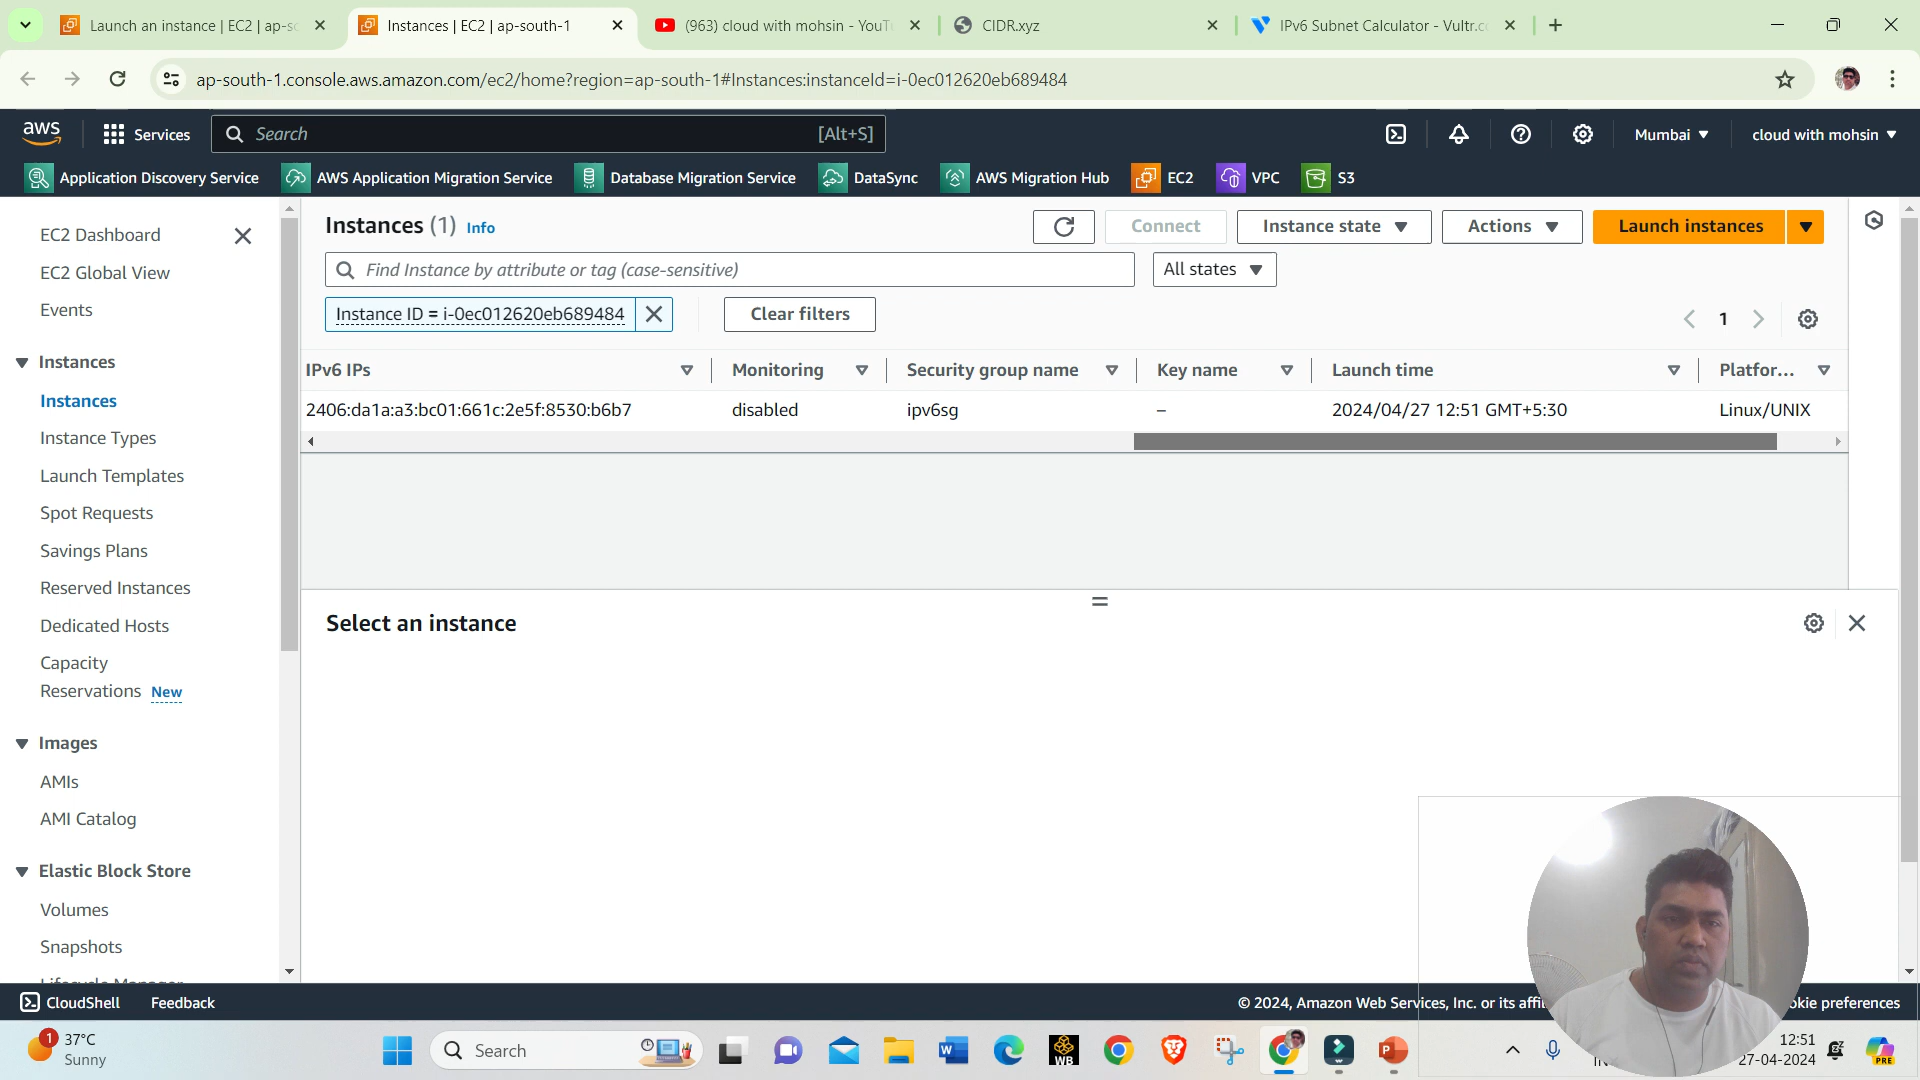 Launch an instance | EC2 | ap-sc
Instances | EC2 | ap-south-1
(963) cloud with mohsin - YouT
CIDR.xyz
IPv6 Subnet Calculator - Vultr.c
ap-south-1.console.aws.amazon.com/ec2/home?region=ap-south-1#Instances:instanceId=i-0ec012620eb689484
aws
Services
Search
[Alt+S]
Mumbai
cloud with mohsin
Application Discovery Service
AWS Application Migration Service
Database Migration Service
DataSync
AWS Migration Hub
EC2
VPC
S3
EC2 Dashboard
EC2 Global View
Events
Instances
Instances
Instance Types
Launch Templates
Spot Requests
Savings Plans
Reserved Instances
Dedicated Hosts
Capacity
Reservations New
Images
AMIs
AMI Catalog
Elastic Block Store
Volumes
Snapshots
Lifecycle Manager
Instances (1) Info
Connect
Instance state
Actions
Launch instances
Find Instance by attribute or tag (case-sensitive)
All states
Instance ID = i-0ec012620eb689484
Clear filters
1
IPv6 IPs
Monitoring
Security group name
Key name
Launch time
Platfor...
2406:da1a:a3:bc01:661c:2e5f:8530:b6b7
disabled
ipv6sg
–
2024/04/27 12:51 GMT+5:30
Linux/UNIX
Select an instance
CloudShell
Feedback
© 2024, Amazon Web Services, Inc. or its affil
okie preferences
1
37°C
Sunny
Search
WB
PRE
12:51
27-04-2024